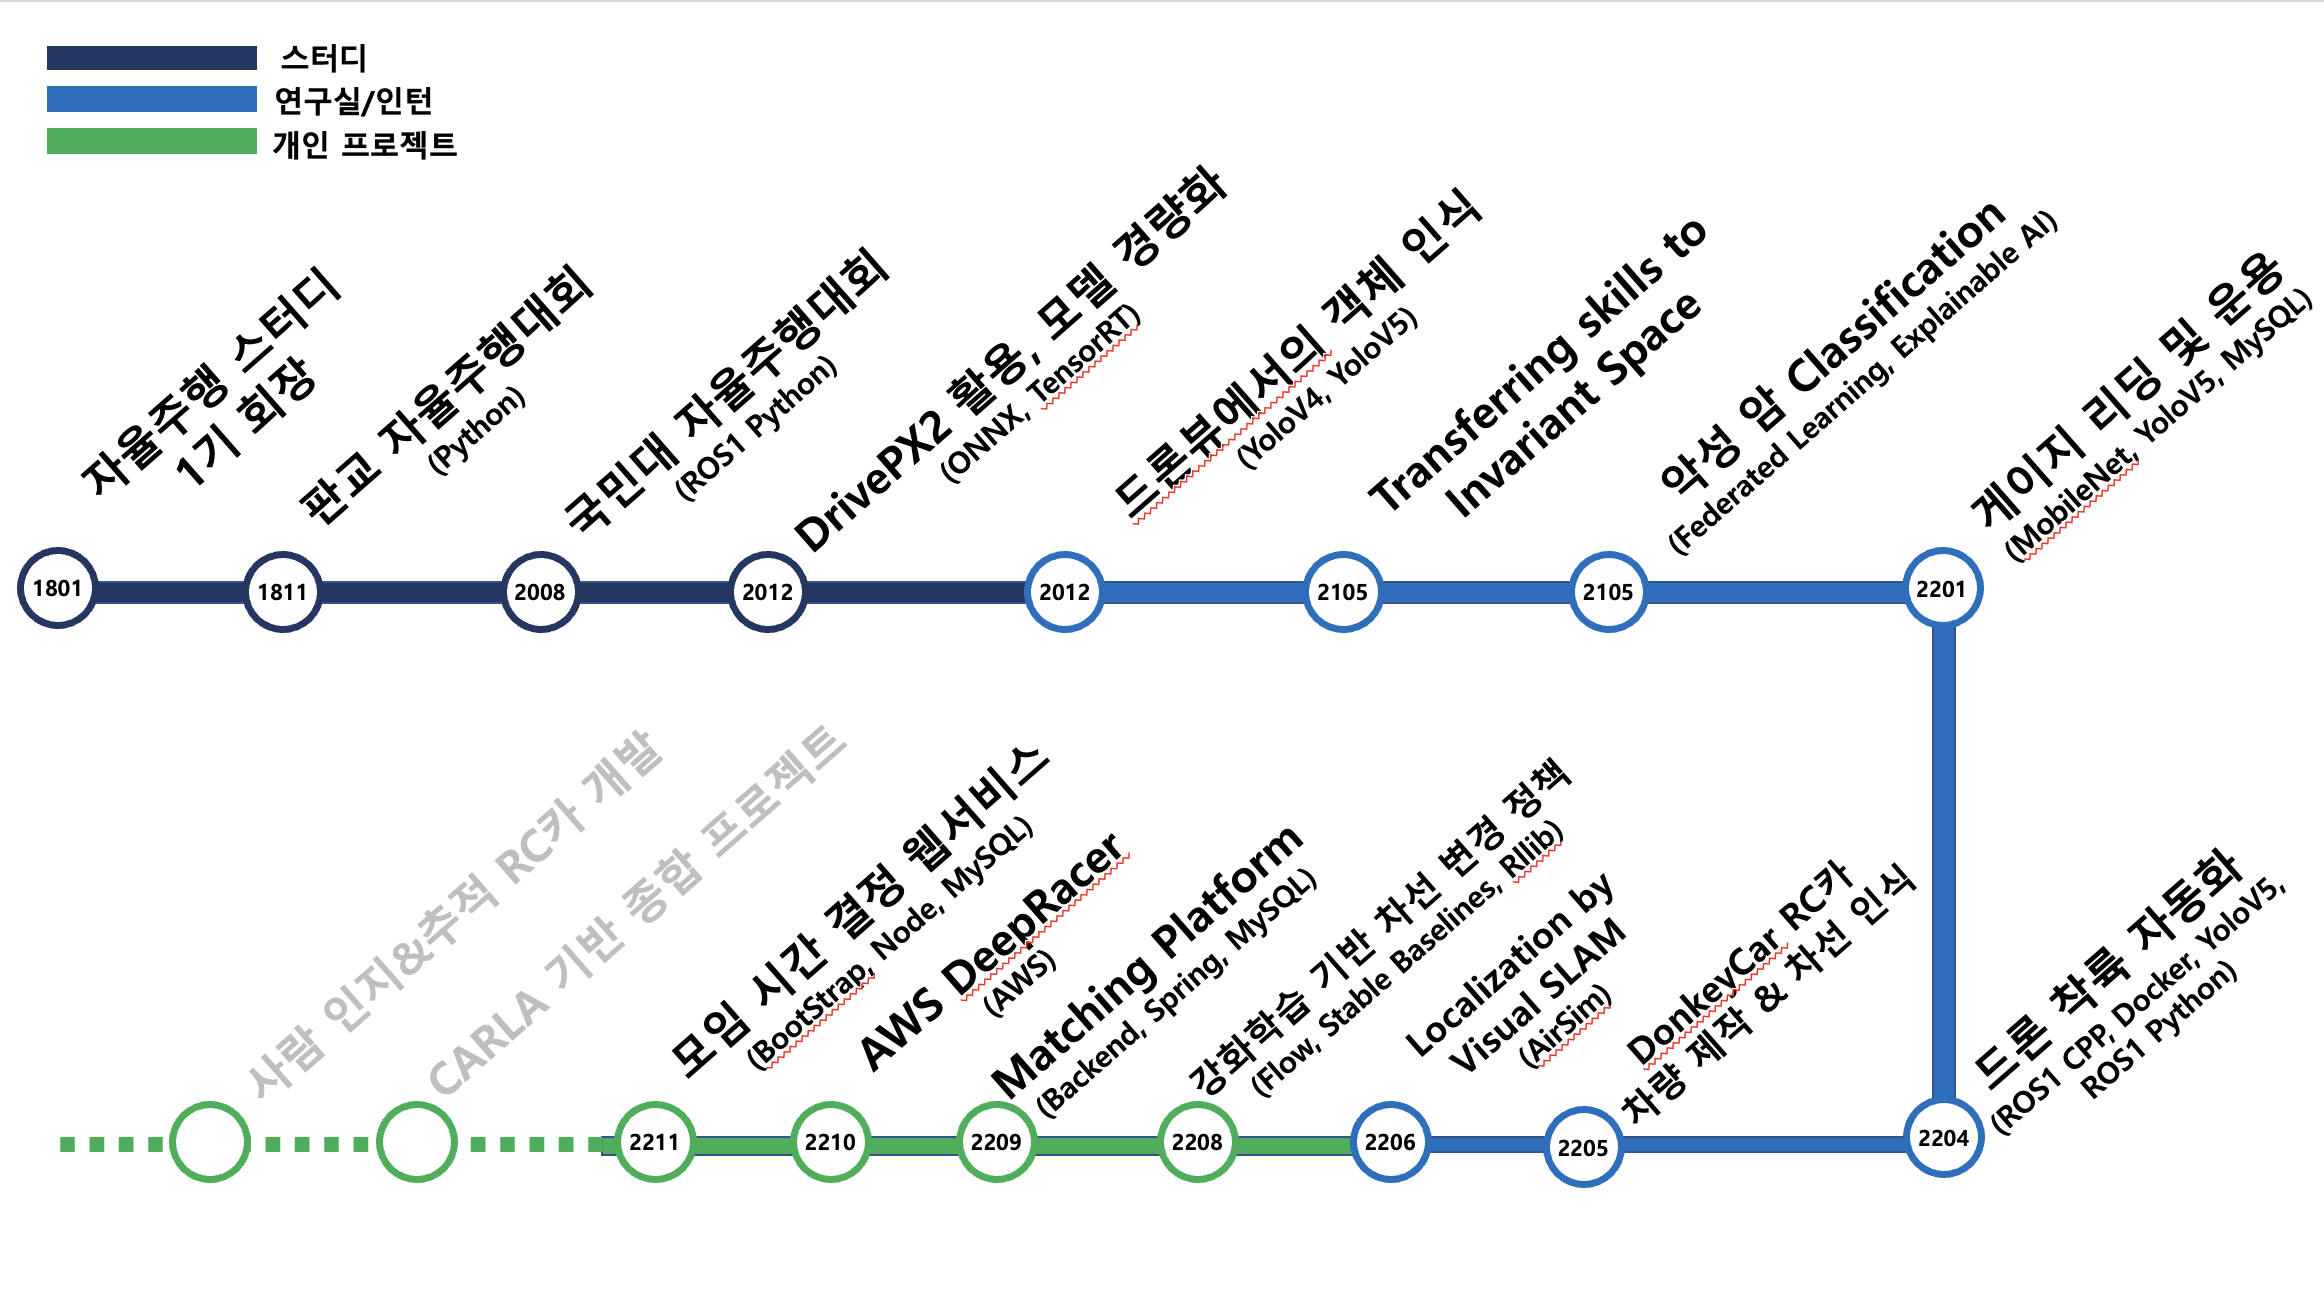 스터디
연구실/인턴
개인 프로젝트
자율주행 스터디
1기 회장
판교 자율주행대회
(Python)
국민대 자율주행대회
(ROS1 Python)
DrivePX2 활용, 모델 경량화
(ONNX, TensorRT)
드론뷰에서의 객체 인식
(YoloV4, YoloV5)
Transferring skills to
Invariant Space
악성 암 Classification
(Federated Learning, Explainable AI)
게이지 리딩 및 운용
(MobileNet, YoloV5, MySQL)
1801
1811
2008
2012
2012
2105
2105
2201
사람 인지&추적 RC카 개발
CARLA 기반 종합 프로젝트
모임 시간 결정 웹서비스
(BootStrap, Node, MySQL)
AWS DeepRacer
(AWS)
Matching Platform
(Backend, Spring, MySQL)
강화학습 기반 차선 변경 정책
(Flow, Stable Baselines, Rllib)
Localization by
Visual SLAM
(AirSim)
DonkeyCar RC카
차량 제작 & 차선 인식
드론 착륙 자동화
(ROS1 CPP, Docker, YoloV5,
ROS1 Python)
2211
2210
2209
2208
2206
2205
2204